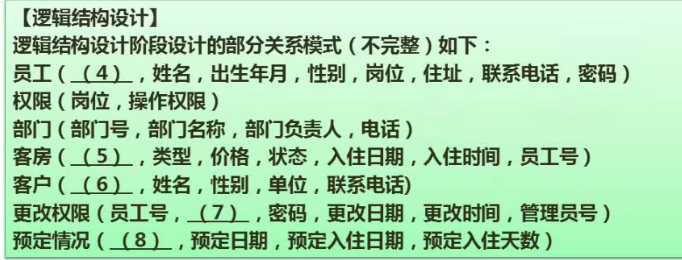 【逻辑结构设计】
逻辑结构设计阶段设计的部分关系模式（不完整）如下：
员工（（4），姓名，出生年月，性别，岗位，住址，联系电话，密码）
权限（岗位，操作权限）
部门（部门号，部门名称，部门负责人，电话）
客房（（5），类型，价格，状态，入住日期，入住时间，员工号）
客户（（6），姓名，性别，单位，联系电话)
更改权限（员工号，（7），密码，更改日期，更改时间，管理员号）
预定情况（（8），预定日期，预定入住日期，预定入住天数）